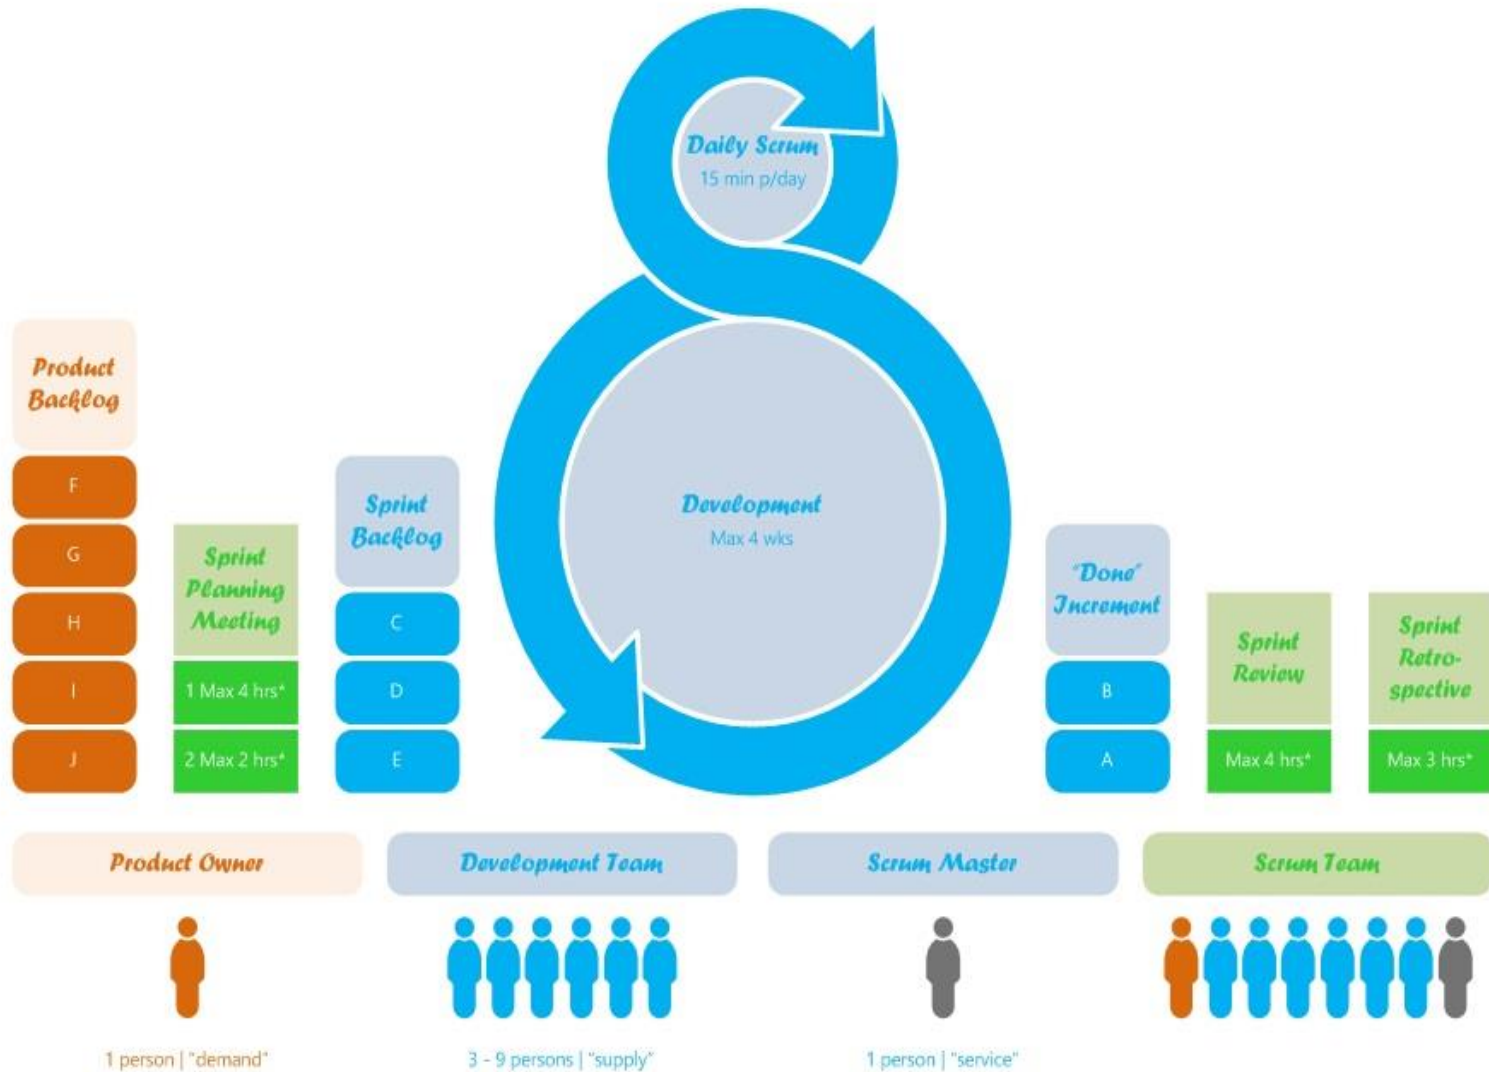 Daily Scrum
15 min p/day
Product
Backlog
F
G
H
I
J
Sprint
Planning
Meeting
1 Max 4 hrs*
2 Max 2 hrs*
Sprint
Backlog
C
D
E
Development
Max 4 wks
"Done"
Increment
B
A
Sprint
Review
Max 4 hrs*
Sprint
Retro-
spective
Max 3 hrs*
Product Owner
Development Team
Scrum Master
Scrum Team
1 person | "demand"
3 - 9 persons | "supply"
1 person | "service"